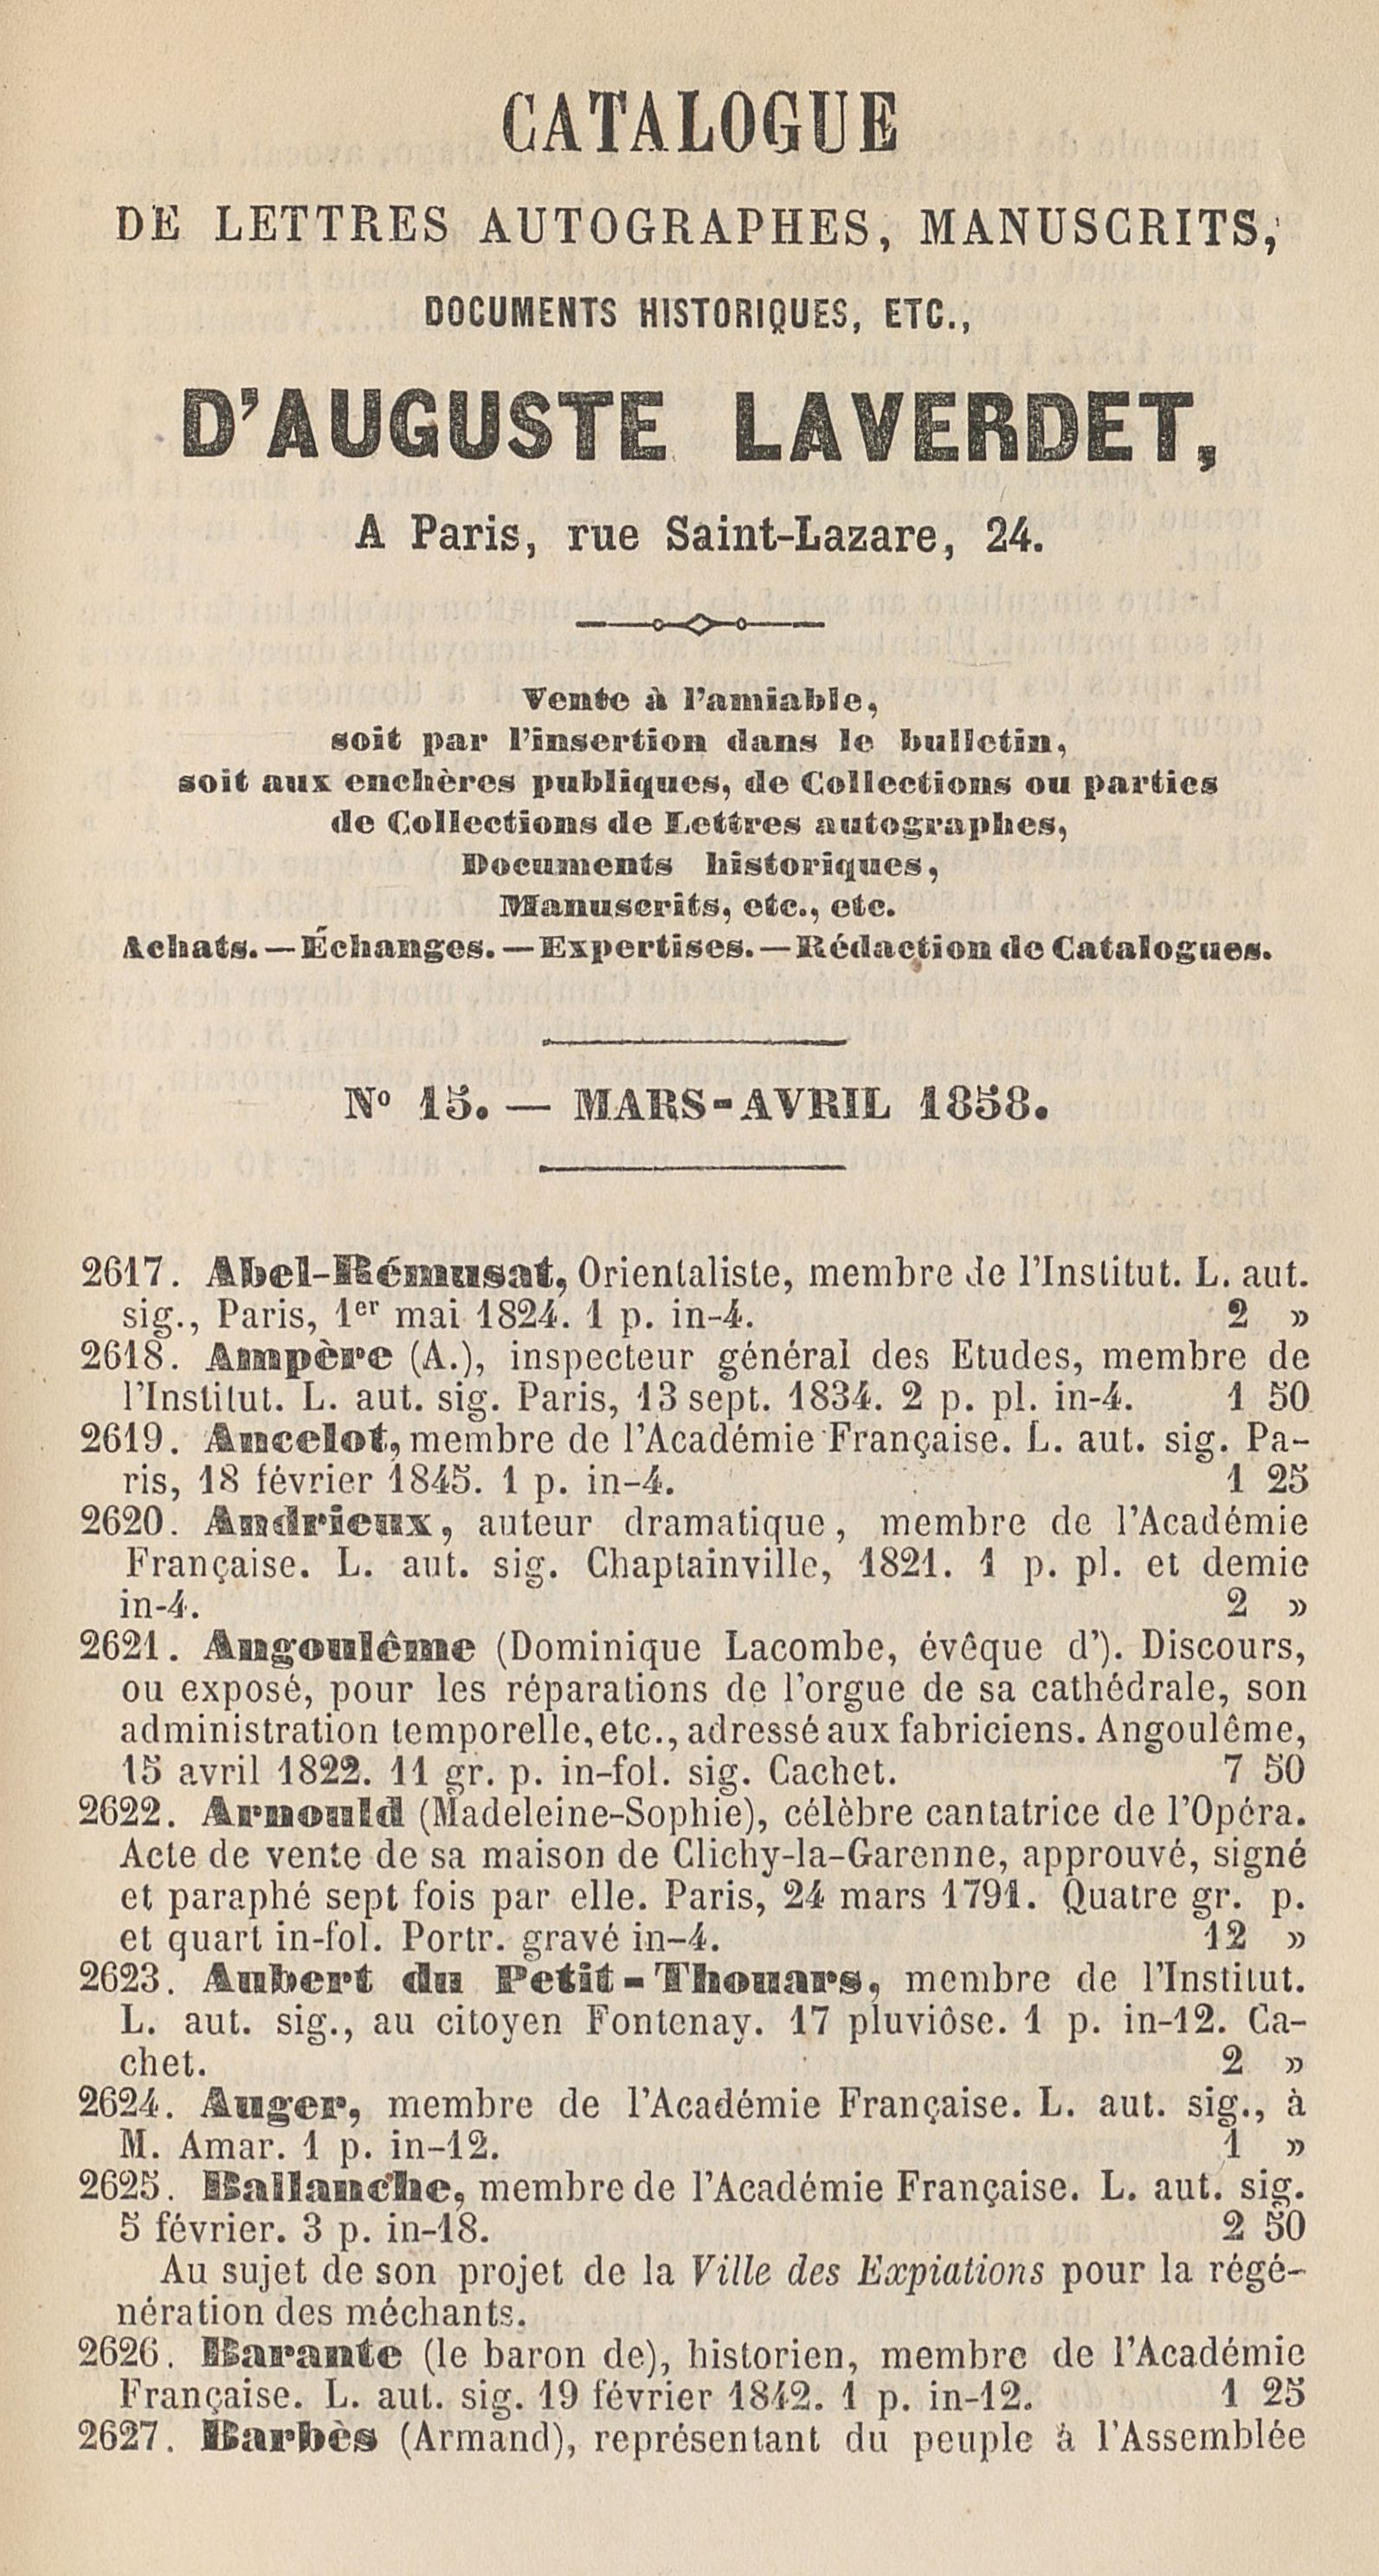 CATALOGUE
DE LETTRES AUTOGRAPHES, MANUSCRITS,
DOCUMENTS HISTORIQUES, ETC.,
D'AUGUSTE LAVERDET,
A Paris, rue Saint-Lazare, 24.
Vente à l'amiable,
soit par l'insertion dans le bulletin,
soit aux enchères publiques, de Collections ou parties
de Collections de Lettres autographes,
Documents historiques,
Manuscrits, etc., etc.
Achats. — Échanges. — Expertises. — Rédaction de Catalogues.
Nº 15. — MARS-AVRIL 1858.
2617. Abel-Rémusat, Orientaliste, membre de l'Institut. L. aut.
sig., Paris, 1er mai 1824. 1 p. in-4. 2 »
2618. Ampère (A.), inspecteur général des Etudes, membre de
l'Institut. L. aut. sig. Paris, 13 sept. 1834. 2 p. pl. in-4. 1 50
2619. Ancelot, membre de l'Académie Française. L. aut. sig. Pa-
ris, 18 février 1845. 1 p. in-4. 1 25
2620. Andrieux, auteur dramatique, membre de l'Académie
Française. L. aut. sig. Chaptainville, 1821. 1 p. pl. et demie
in-4. 2 »
2621. Angoulême (Dominique Lacombe, évêque d'). Discours,
ou exposé, pour les réparations de l'orgue de sa cathédrale, son
administration temporelle, etc., adressé aux fabriciens. Angoulême,
15 avril 1822. 11 gr. p. in-fol. sig. Cachet. 7 50
2622. Arnould (Madeleine-Sophie), célèbre cantatrice de l'Opéra.
Acte de vente de sa maison de Clichy-la-Garenne, approuvé, signé
et paraphé sept fois par elle. Paris, 24 mars 1791. Quatre gr. p.
et quart in-fol. Portr. gravé in-4. 12 »
2623. Aubert du Petit-Thouars, membre de l'Institut.
L. aut. sig., au citoyen Fontenay. 17 pluviôse. 1 p. in-12. Ca-
chet. 2 »
2624. Auger, membre de l'Académie Française. L. aut. sig., à
M. Amar. 1 p. in-12. 1 »
2625. Ballanche, membre de l'Académie Française. L. aut. sig.
5 février. 3 p. in-18. 2 50
Au sujet de son projet de la Ville des Expiations pour la régé-
nération des méchants.
2626. Barante (le baron de), historien, membre de l'Académie
Française. L. aut. sig. 19 février 1842. 1 p. in-12. 1 25
2627. Barbès (Armand), représentant du peuple à l'Assemblée